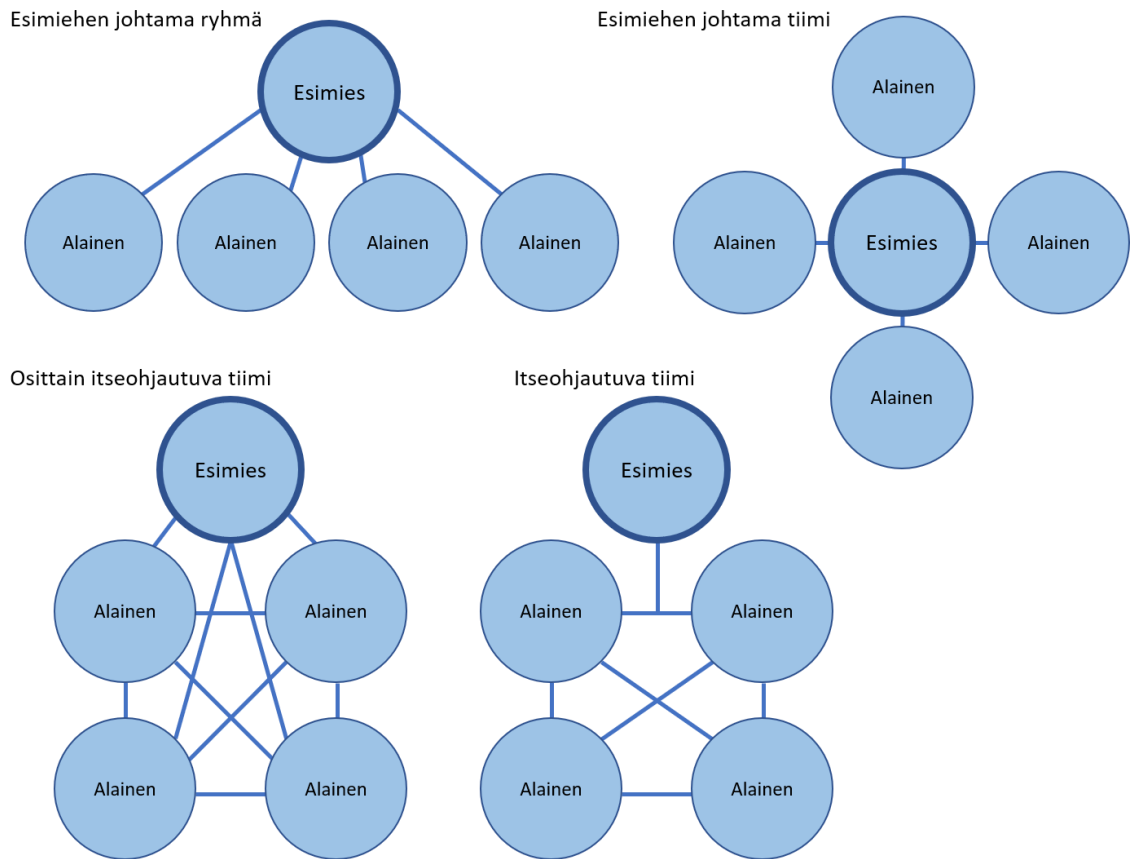 Esimiehen johtama ryhmä
Esimies
Alainen
Alainen
Alainen
Alainen
Esimiehen johtama tiimi
Alainen
Alainen
Esimies
Alainen
Alainen
Osittain itseohjautuva tiimi
Esimies
Alainen
Alainen
Alainen
Alainen
Itseohjautuva tiimi
Esimies
Alainen
Alainen
Alainen
Alainen